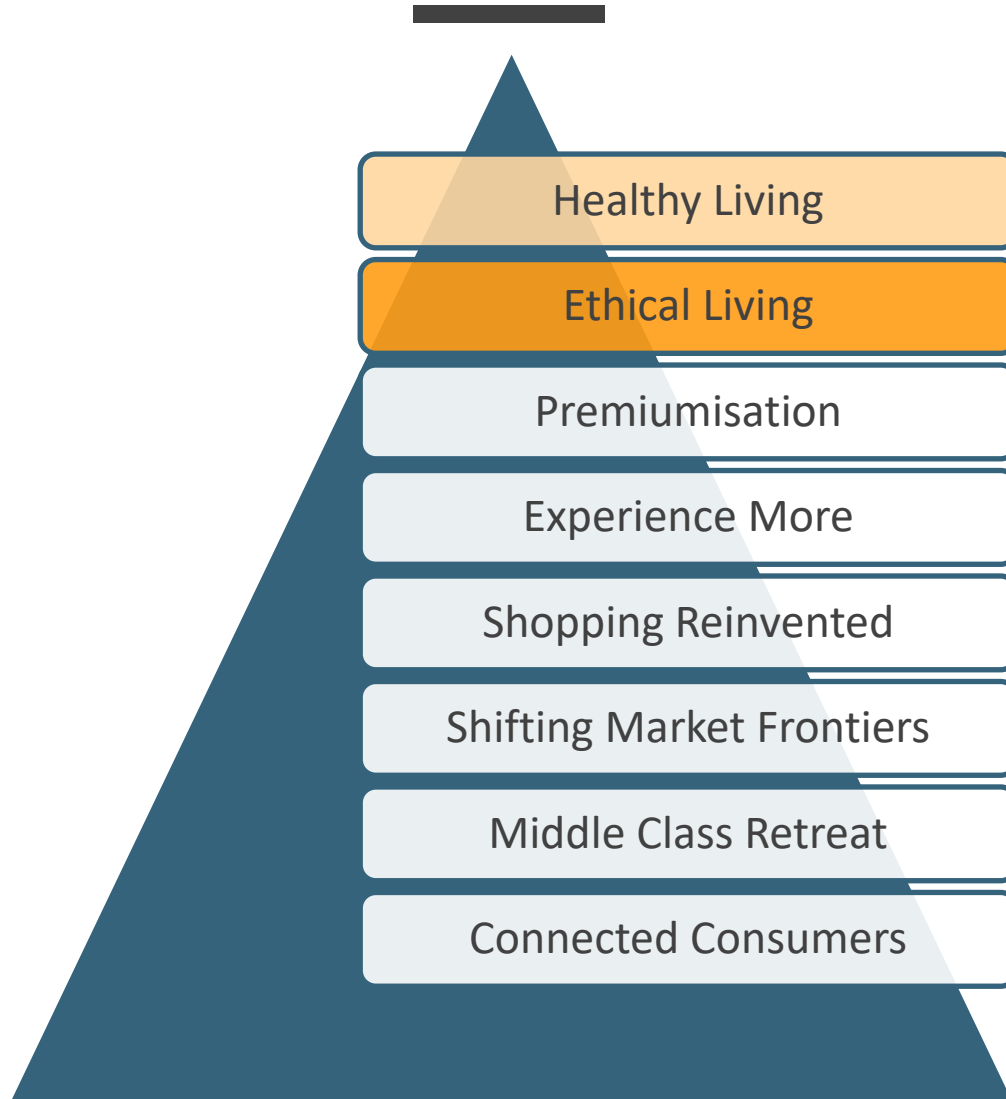 Healthy Living
Ethical Living
Premiumisation
Experience More
Shopping Reinvented
Shifting Market Frontiers
Middle Class Retreat
Connected Consumers